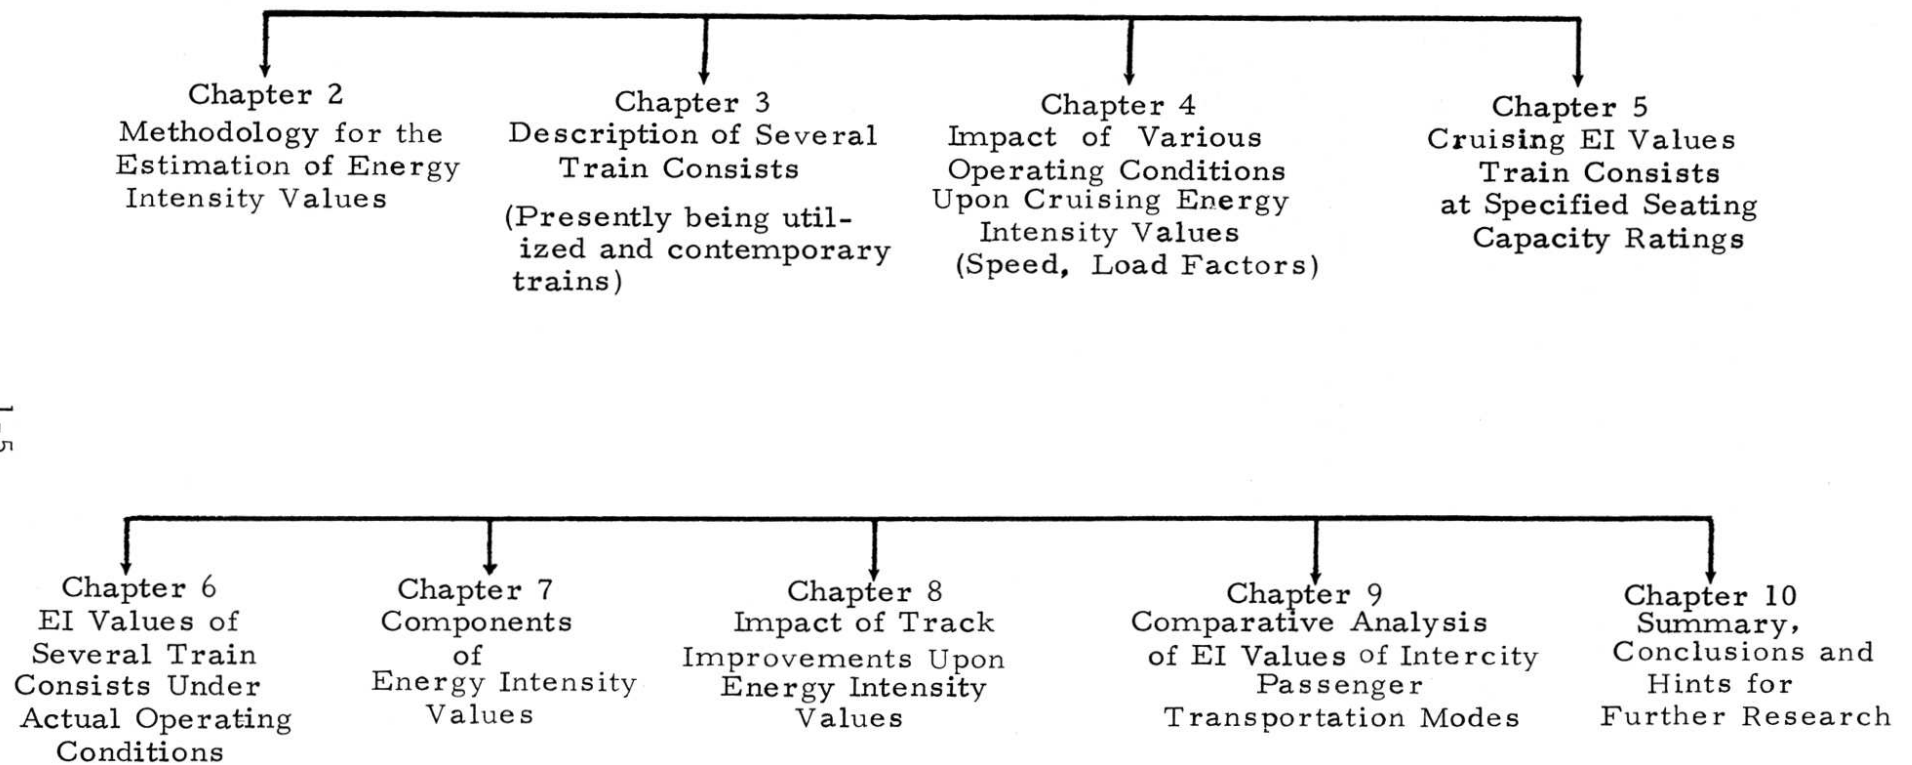 Chapter 2
Methodology for the
Estimation of Energy
Intensity Values
Chapter 3
Description of Several
Train Consists
(Presently being util-
ized and contemporary
trains)
Chapter 4
Impact of Various
Operating Conditions
Upon Cruising Energy
Intensity Values
(Speed, Load Factors)
Chapter 5
Cruising EI Values
Train Consists
at Specified Seating
Capacity Ratings
1-5
Chapter 6
EI Values of
Several Train
Consists Under
Actual Operating
Conditions
Chapter 7
Components
of
Energy Intensity
Values
Chapter 8
Impact of Track
Improvements Upon
Energy Intensity
Values
Chapter 9
Comparative Analysis
of EI Values of Intercity
Passenger
Transportation Modes
Chapter 10
Summary,
Conclusions and
Hints for
Further Research